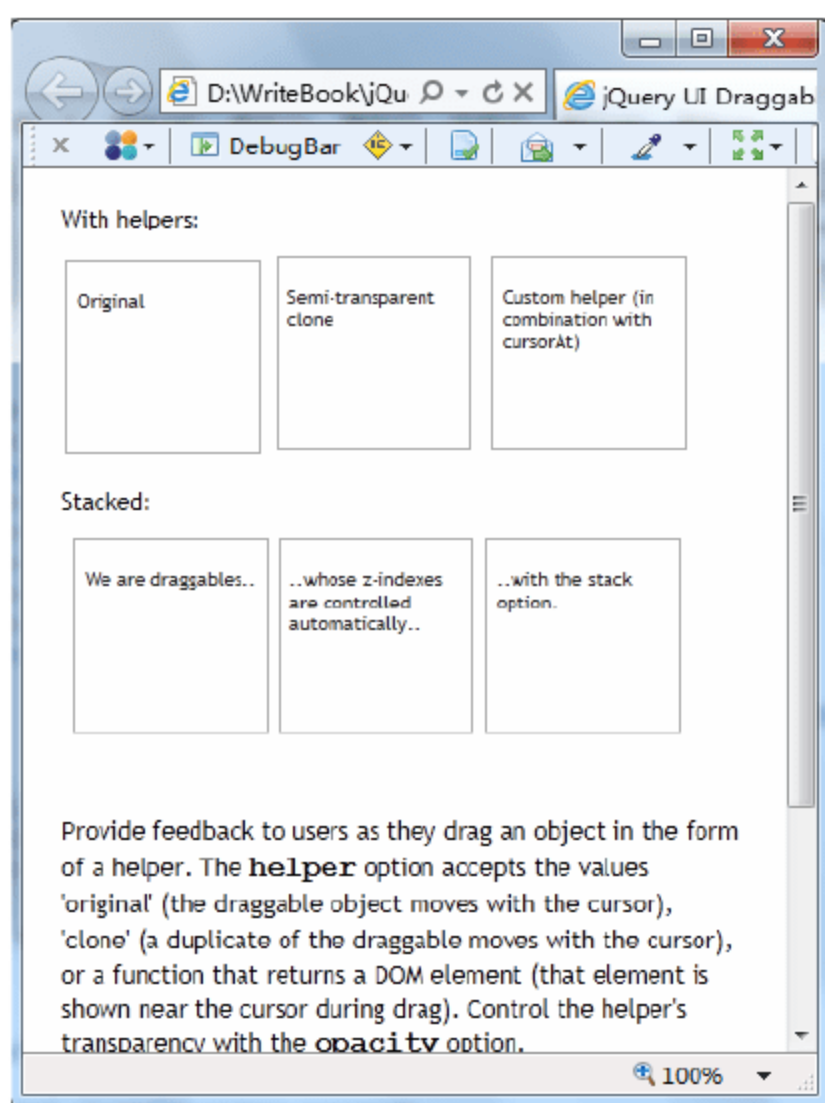 D:\WriteBook\jQu
jQuery UI Draggab
DebugBar
With helpers:
Original
Semi-transparent
clone
Custom helper (in
combination with
cursorAt)
Stacked:
We are draggables..
..whose z-indexes
are controlled
automatically..
..with the stack
option.
Provide feedback to users as they drag an object in the form
of a helper. The helper option accepts the values
'original' (the draggable object moves with the cursor),
'clone' (a duplicate of the draggable moves with the cursor),
or a function that returns a DOM element (that element is
shown near the cursor during drag). Control the helper's
transparency with the opacity option.
100%